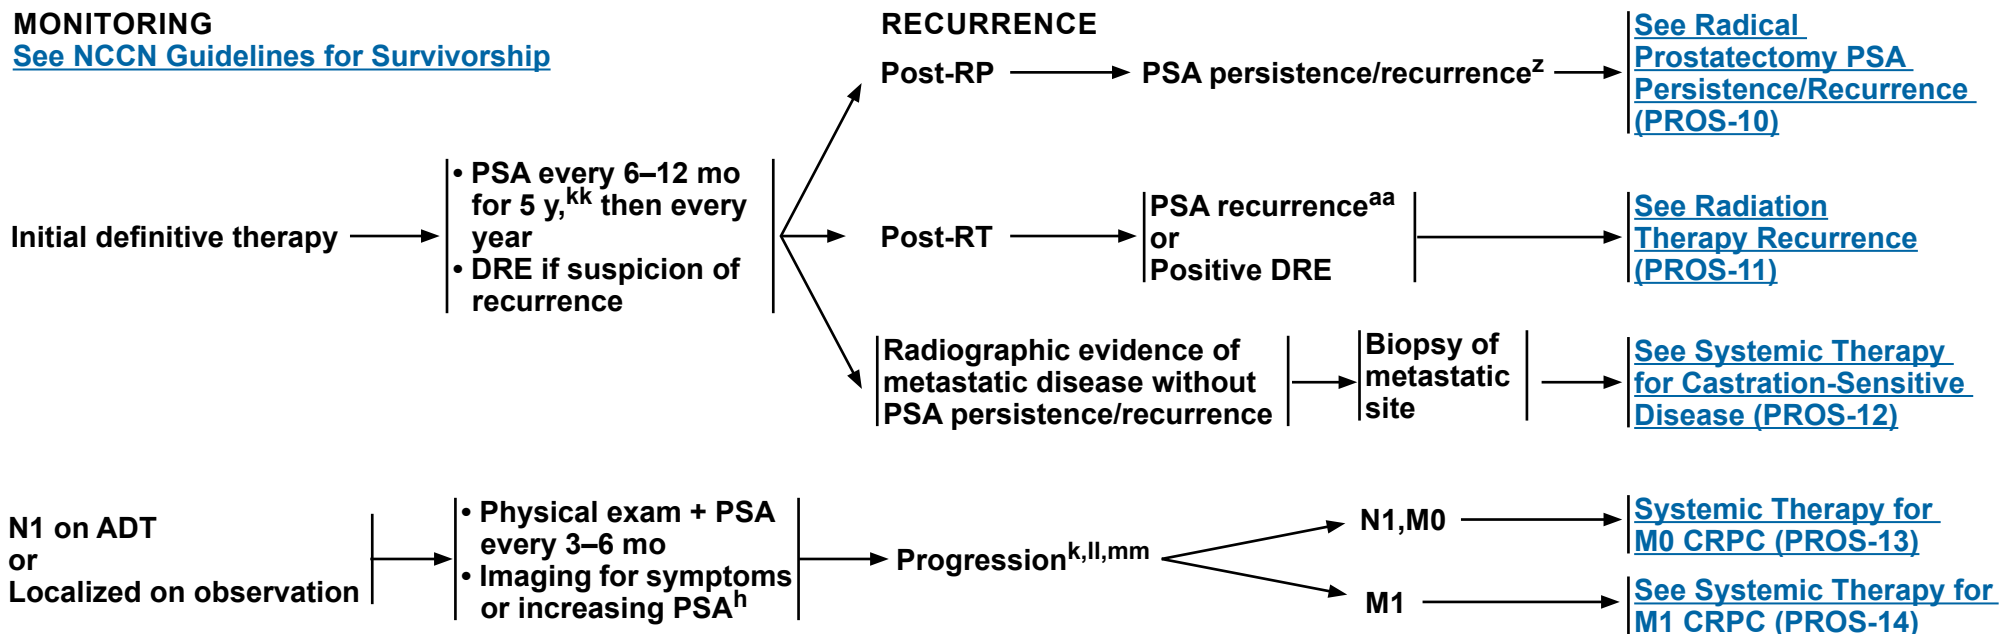 MONITORING
See NCCN Guidelines for Survivorship
RECURRENCE
Initial definitive therapy
• PSA every 6–12 mo
for 5 y,kk then every
year
• DRE if suspicion of
recurrence
Post-RP
PSA persistence/recurrencez
See Radical
Prostatectomy PSA
Persistence/Recurrence
(PROS-10)
Post-RT
PSA recurrenceaa
or
Positive DRE
See Radiation
Therapy Recurrence
(PROS-11)
Radiographic evidence of
metastatic disease without
PSA persistence/recurrence
Biopsy of
metastatic
site
See Systemic Therapy
for Castration-Sensitive
Disease (PROS-12)
N1 on ADT
or
Localized on observation
• Physical exam + PSA
every 3–6 mo
• Imaging for symptoms
or increasing PSAh
Progressionk,ll,mm
N1,M0
Systemic Therapy for
M0 CRPC (PROS-13)
M1
See Systemic Therapy for
M1 CRPC (PROS-14)